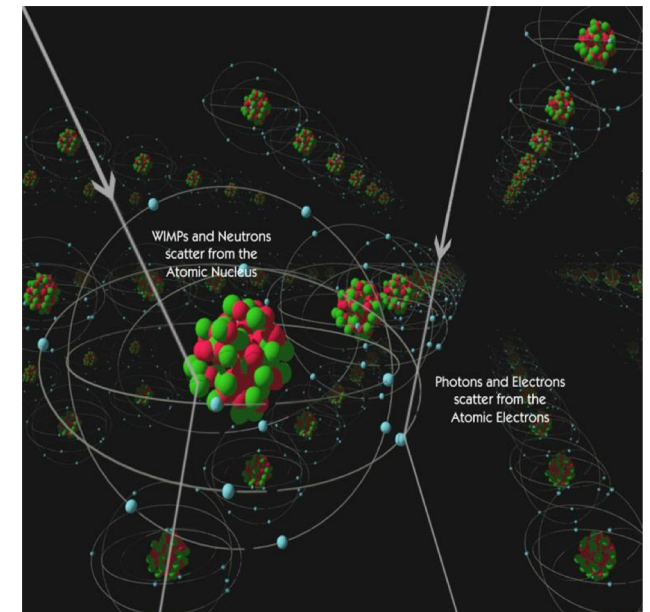 WIMPs and Neutrons
scatter from the
Atomic Nucleus
Photons and Electrons
scatter from the
Atomic Electrons